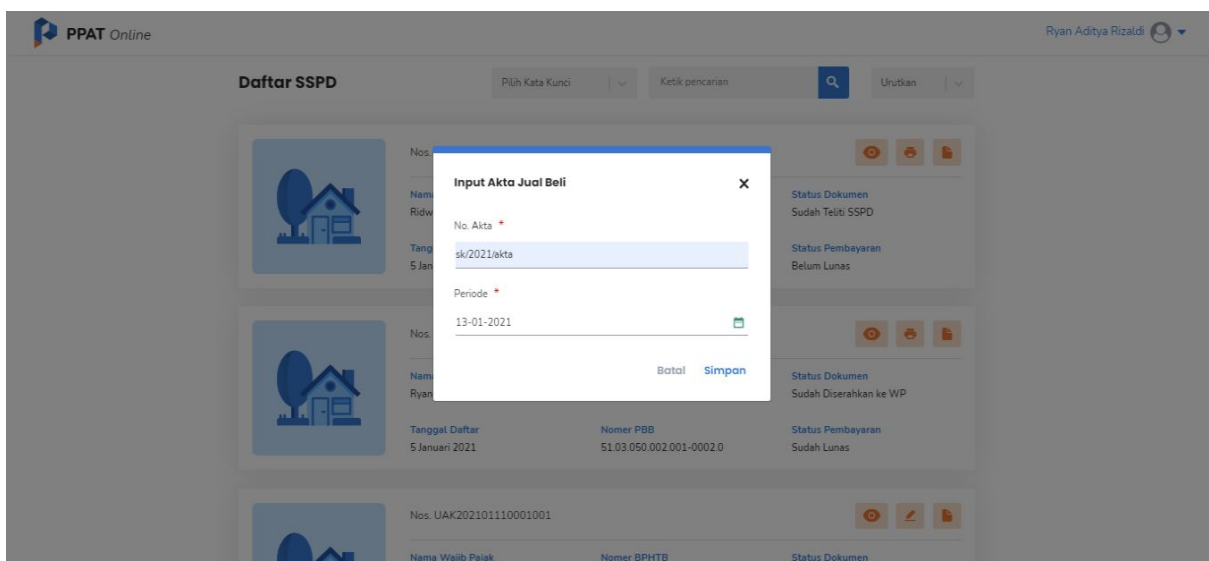 PPAT Online
Ryan Aditya Rizaldi
Daftar SSPD
Pilih Kata Kunci
Ketik pencarian
Urutkan
Nos.
Input Akta Jual Beli
No. Akta *
sk/2021/akta
Periode *
13-01-2021
Batal Simpan
Status Dokumen
Sudah Teliti SSPD
Status Pembayaran
Belum Lunas
Nos.
Ryan
Status Dokumen
Sudah Diserahkan ke WP
Tanggal Daftar
5 Januari 2021
Nomer PBB
51.03.050.002.001-0002.0
Status Pembayaran
Sudah Lunas
Nos. UAK202101110001001
Nama Wajib Pajak
Nomer BPHTB
Status Dokumen